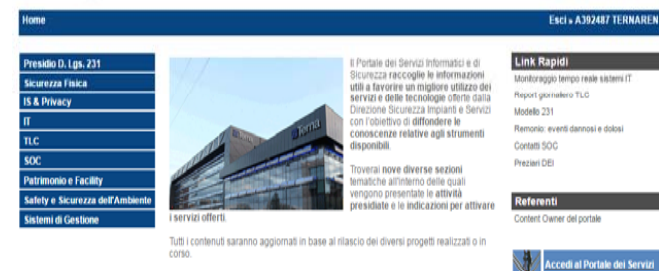 Home
Esci » A392487 TERNAREN
Presidio D. Lgs. 231
Sicurezza Fisica
IS & Privacy
IT
TLC
SOC
Patrimonio e Facility
Safety e Sicurezza dell'Ambiente
Sistemi di Gestione
Terna
Terna
Il Portale dei Servizi Informatici e di
Sicurezza raccoglie le informazioni
utili a favorire un migliore utilizzo dei
servizi e delle tecnologie offerte dalla
Direzione Sicurezza Impianti e Servizi
con l'obiettivo di diffondere le
conoscenze relative agli strumenti
disponibili.
Troverai nove diverse sezioni
tematiche all'interno delle quali
vengono presentate le attività
presidiate e le indicazioni per attivare
i servizi offerti.
Tutti i contenuti saranno aggiornati in base al rilascio dei diversi progetti realizzati o in
corso.
Link Rapidi
Monitoraggio tempo reale sistemi IT
Report giornaliero TLC
Modello 231
Remonio: eventi dannosi e dolosi
Contatti SOC
Preziari DEI
Referenti
Content Owner del portale
Accedi al Portale dei Servizi